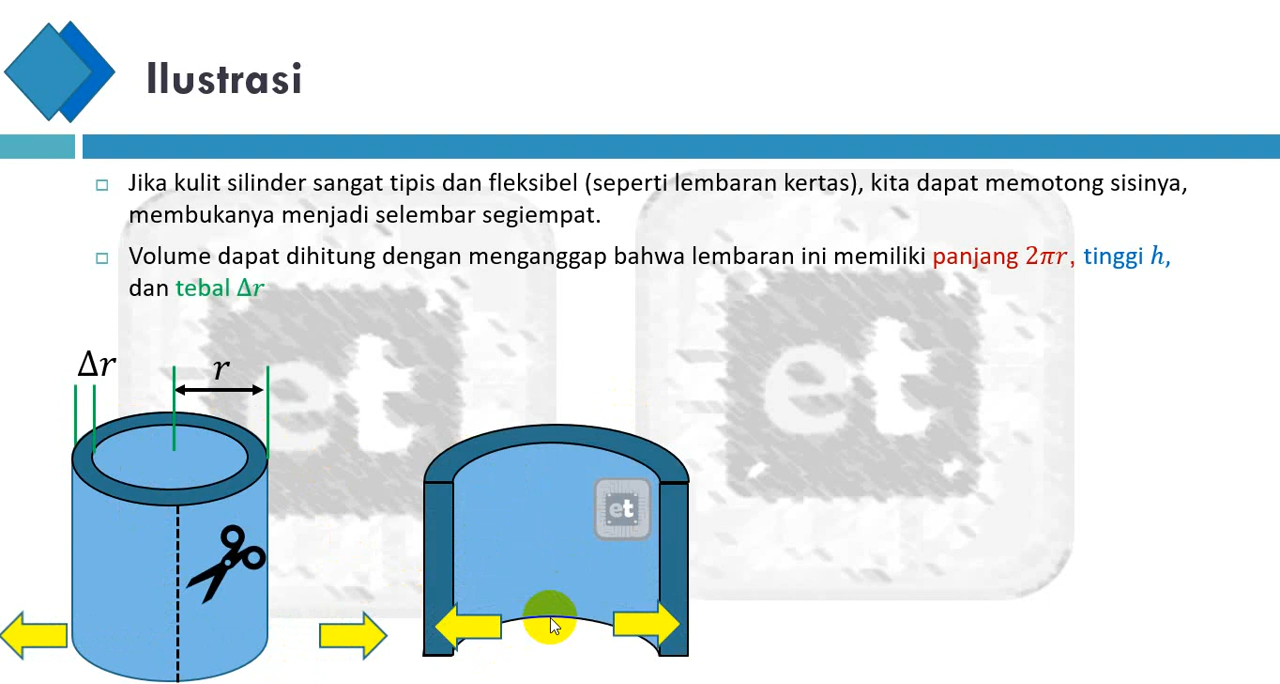 Ilustrasi
Jika kulit silinder sangat tipis dan fleksibel (seperti lembaran kertas), kita dapat memotong sisinya,
membukanya menjadi selembar segiempat.
Volume dapat dihitung dengan menganggap bahwa lembaran ini memiliki panjang 2𝜋𝑟, tinggi ℎ,
dan tebal Δ𝑟
Δ𝑟
𝑟
et
et
et